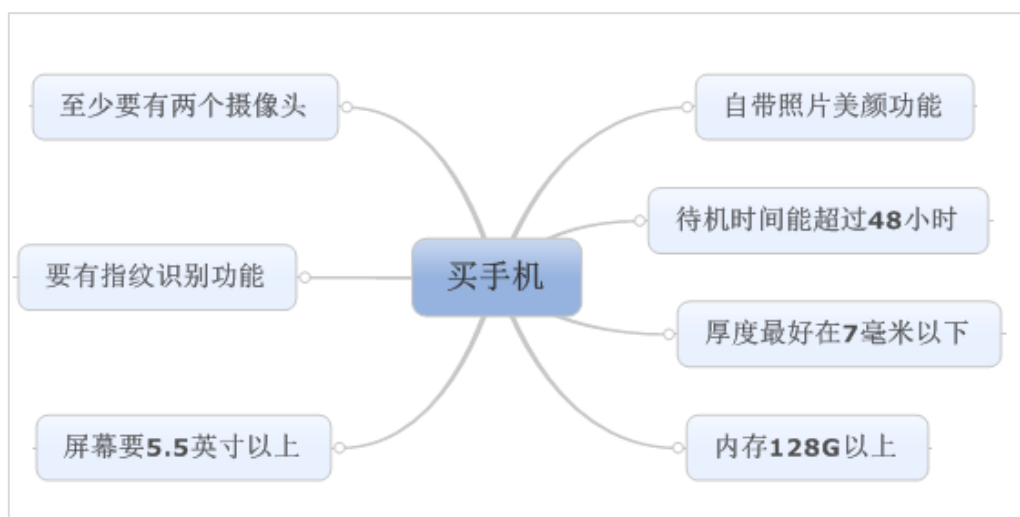 至少要有两个摄像头
自带照片美颜功能
待机时间能超过48小时
要有指纹识别功能
买手机
厚度最好在7毫米以下
屏幕要5.5英寸以上
内存128G以上